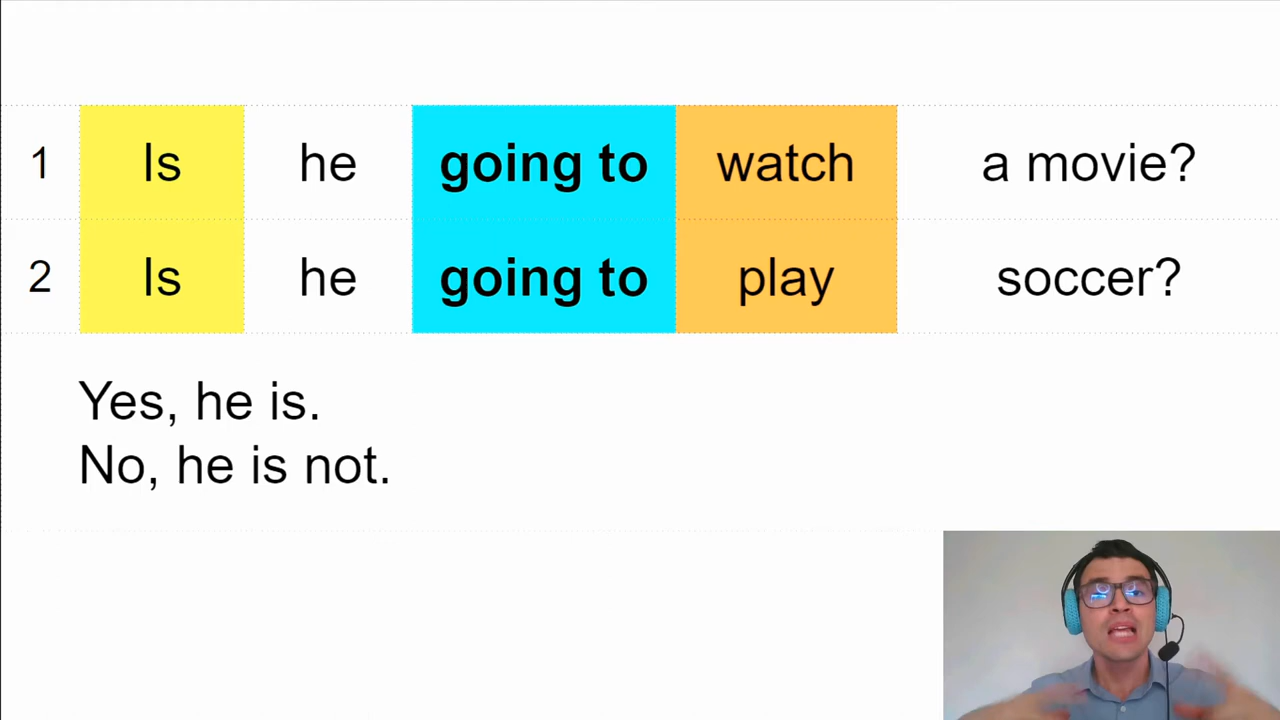 1 Is he going to watch a movie?
2 Is he going to play soccer?
Yes, he is.
No, he is not.